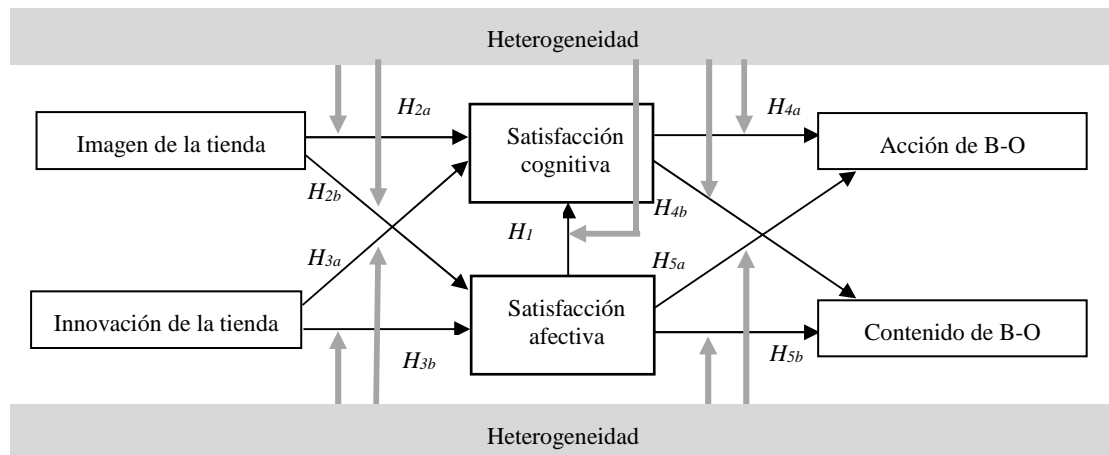 Heterogeneidad
H2a
H4a
Imagen de la tienda
Satisfacción
cognitiva
Acción de B-O
H2b
H4b
H1
H3a
H5a
Innovación de la tienda
Satisfacción
afectiva
Contenido de B-O
H3b
H5b
Heterogeneidad